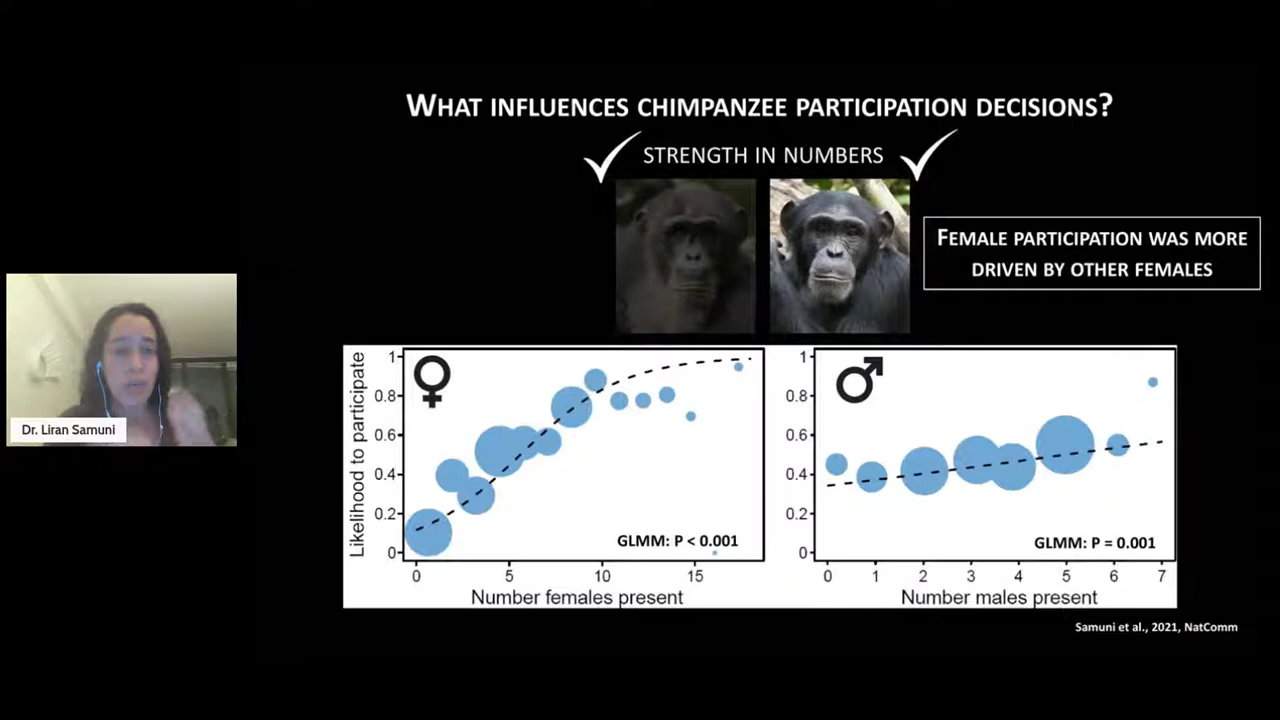 WHAT INFLUENCES CHIMPANZEE PARTICIPATION DECISIONS?
STRENGTH IN NUMBERS
FEMALE PARTICIPATION WAS MORE
DRIVEN BY OTHER FEMALES
Dr. Liran Samuni
Likelihood to participate
1
0.8
0.6
0.4
0.2
0
♀
GLMM: P < 0.001
0 5 10 15
Number females present
1
0.8
0.6
0.4
0.2
0
♂
GLMM: P = 0.001
0 1 2 3 4 5 6 7
Number males present
Samuni et al., 2021, NatComm